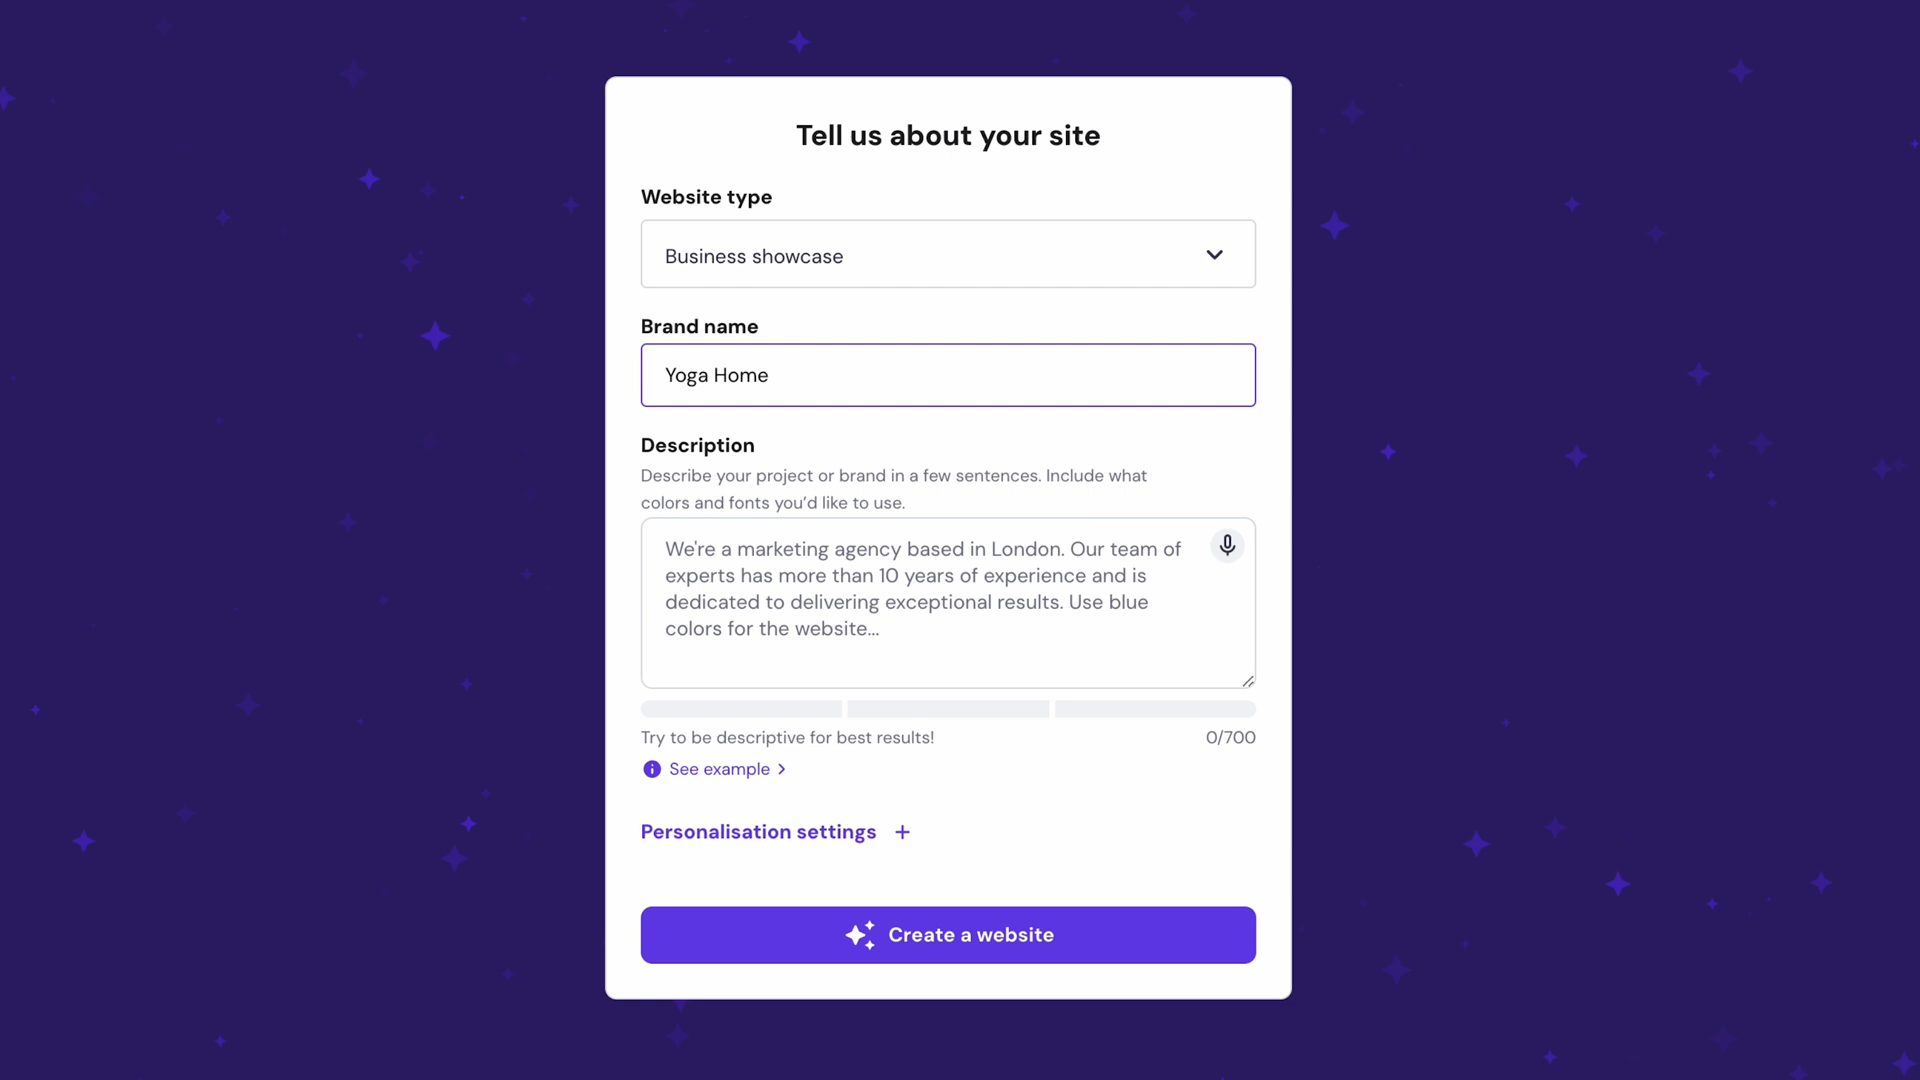 Tell us about your site
Website type
Business showcase
Brand name
Yoga Home
Description
Describe your project or brand in a few sentences. Include what
colors and fonts you’d like to use.
We're a marketing agency based in London. Our team of
experts has more than 10 years of experience and is
dedicated to delivering exceptional results. Use blue
colors for the website...
Try to be descriptive for best results!
0/700
See example
Personalisation settings +
Create a website